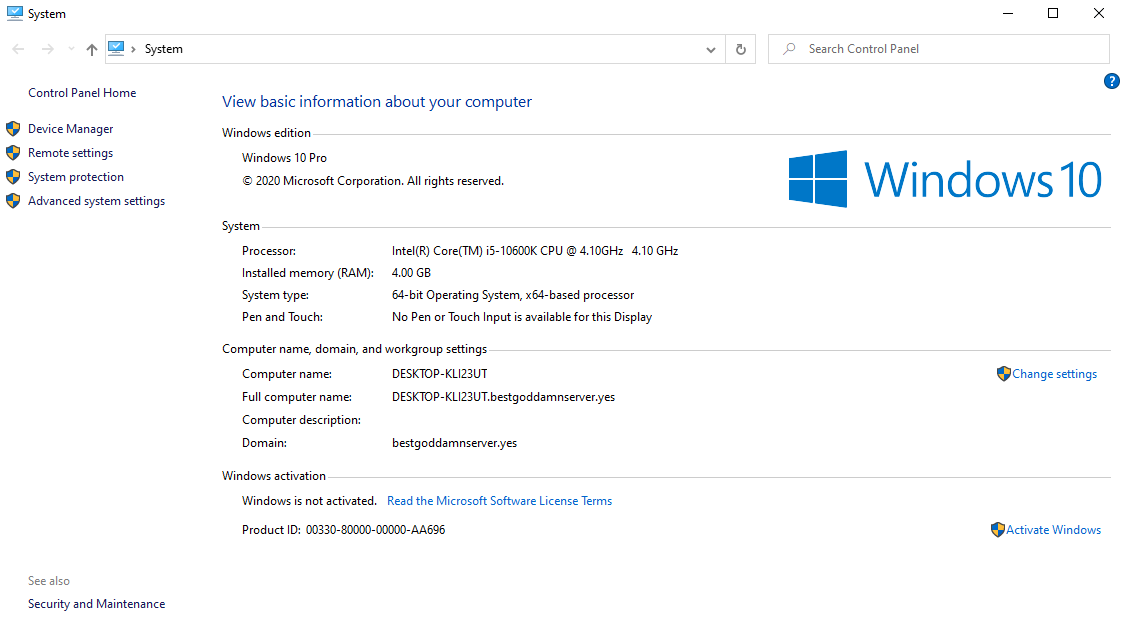 System
System
Search Control Panel
?
Control Panel Home
Device Manager
Remote settings
System protection
Advanced system settings
View basic information about your computer
Windows edition
Windows 10 Pro
© 2020 Microsoft Corporation. All rights reserved.
Windows 10
System
Processor: Intel(R) Core(TM) i5-10600K CPU @ 4.10GHz 4.10 GHz
Installed memory (RAM): 4.00 GB
System type: 64-bit Operating System, x64-based processor
Pen and Touch: No Pen or Touch Input is available for this Display
Computer name, domain, and workgroup settings
Computer name: DESKTOP-KLI23UT Change settings
Full computer name: DESKTOP-KLI23UT.bestgoddamnserver.yes
Computer description:
Domain: bestgoddamnserver.yes
Windows activation
Windows is not activated. Read the Microsoft Software License Terms
Product ID: 00330-80000-00000-AA696 Activate Windows
See also
Security and Maintenance